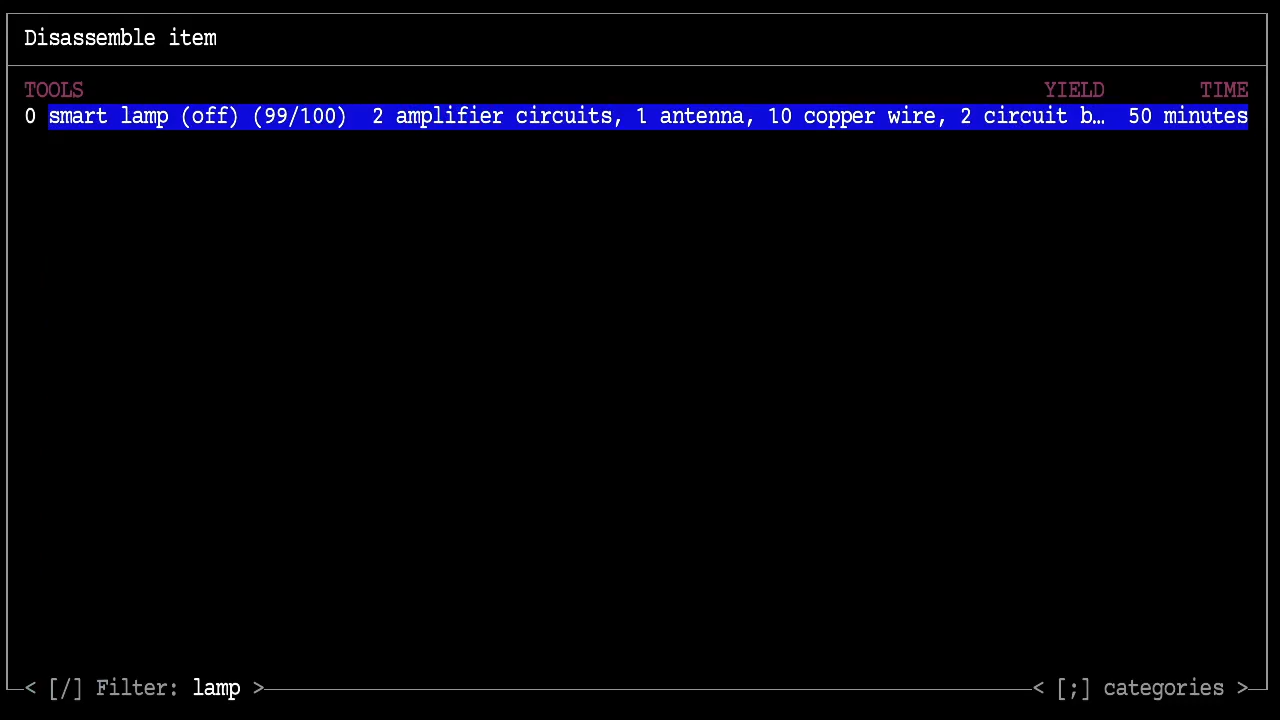 Disassemble item
TOOLS YIELD TIME
0 smart lamp (off) (99/100) 2 amplifier circuits, 1 antenna, 10 copper wire, 2 circuit b… 50 minutes
< [/] Filter: lamp > < [;] categories >